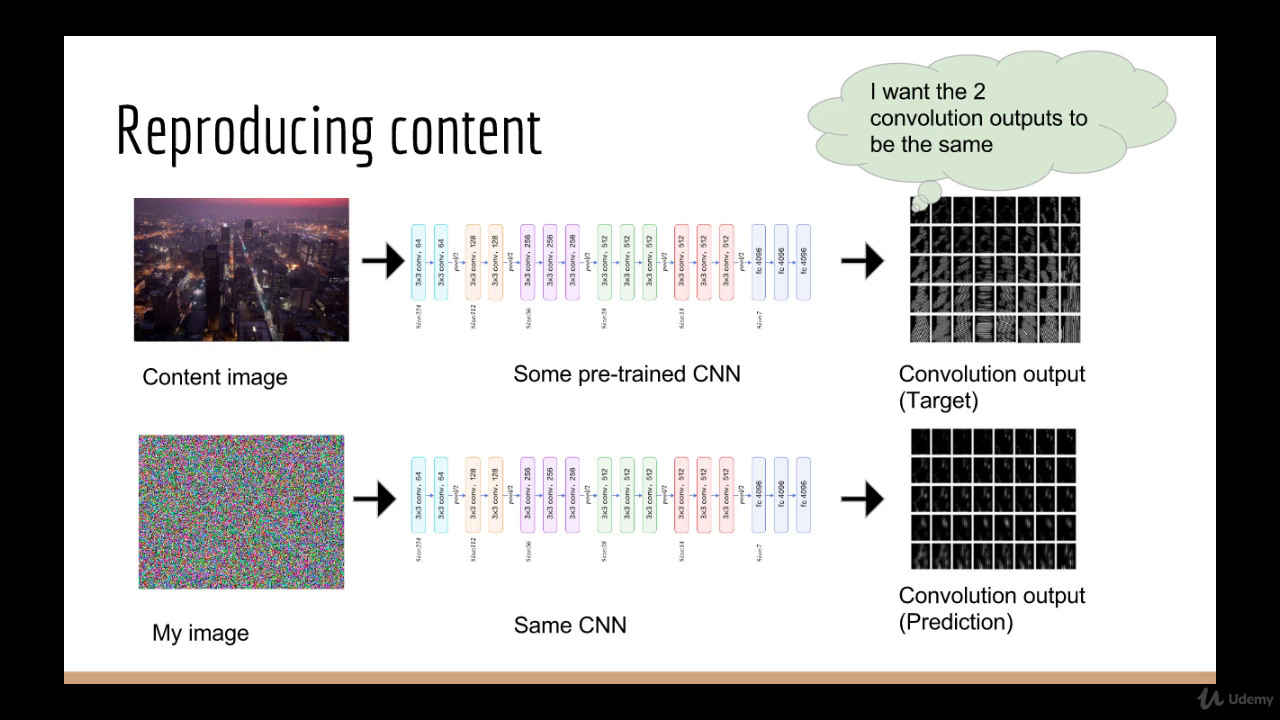 I want the 2
convolution outputs to
be the same
Reproducing content
3x3 conv, 64
3x3 conv, 64
pool/2
3x3 conv, 128
3x3 conv, 128
pool/2
3x3 conv, 256
3x3 conv, 256
3x3 conv, 256
pool/2
3x3 conv, 512
3x3 conv, 512
3x3 conv, 512
pool/2
3x3 conv, 512
3x3 conv, 512
3x3 conv, 512
pool/2
fc 4096
fc 4096
fc 4096
Size:224
Size:112
Size:56
Size:28
Size:14
Size:7
Content image
Some pre-trained CNN
Convolution output
(Target)
3x3 conv, 64
3x3 conv, 64
pool/2
3x3 conv, 128
3x3 conv, 128
pool/2
3x3 conv, 256
3x3 conv, 256
3x3 conv, 256
pool/2
3x3 conv, 512
3x3 conv, 512
3x3 conv, 512
pool/2
3x3 conv, 512
3x3 conv, 512
3x3 conv, 512
pool/2
fc 4096
fc 4096
fc 4096
Size:224
Size:112
Size:56
Size:28
Size:14
Size:7
My image
Same CNN
Convolution output
(Prediction)
Udemy